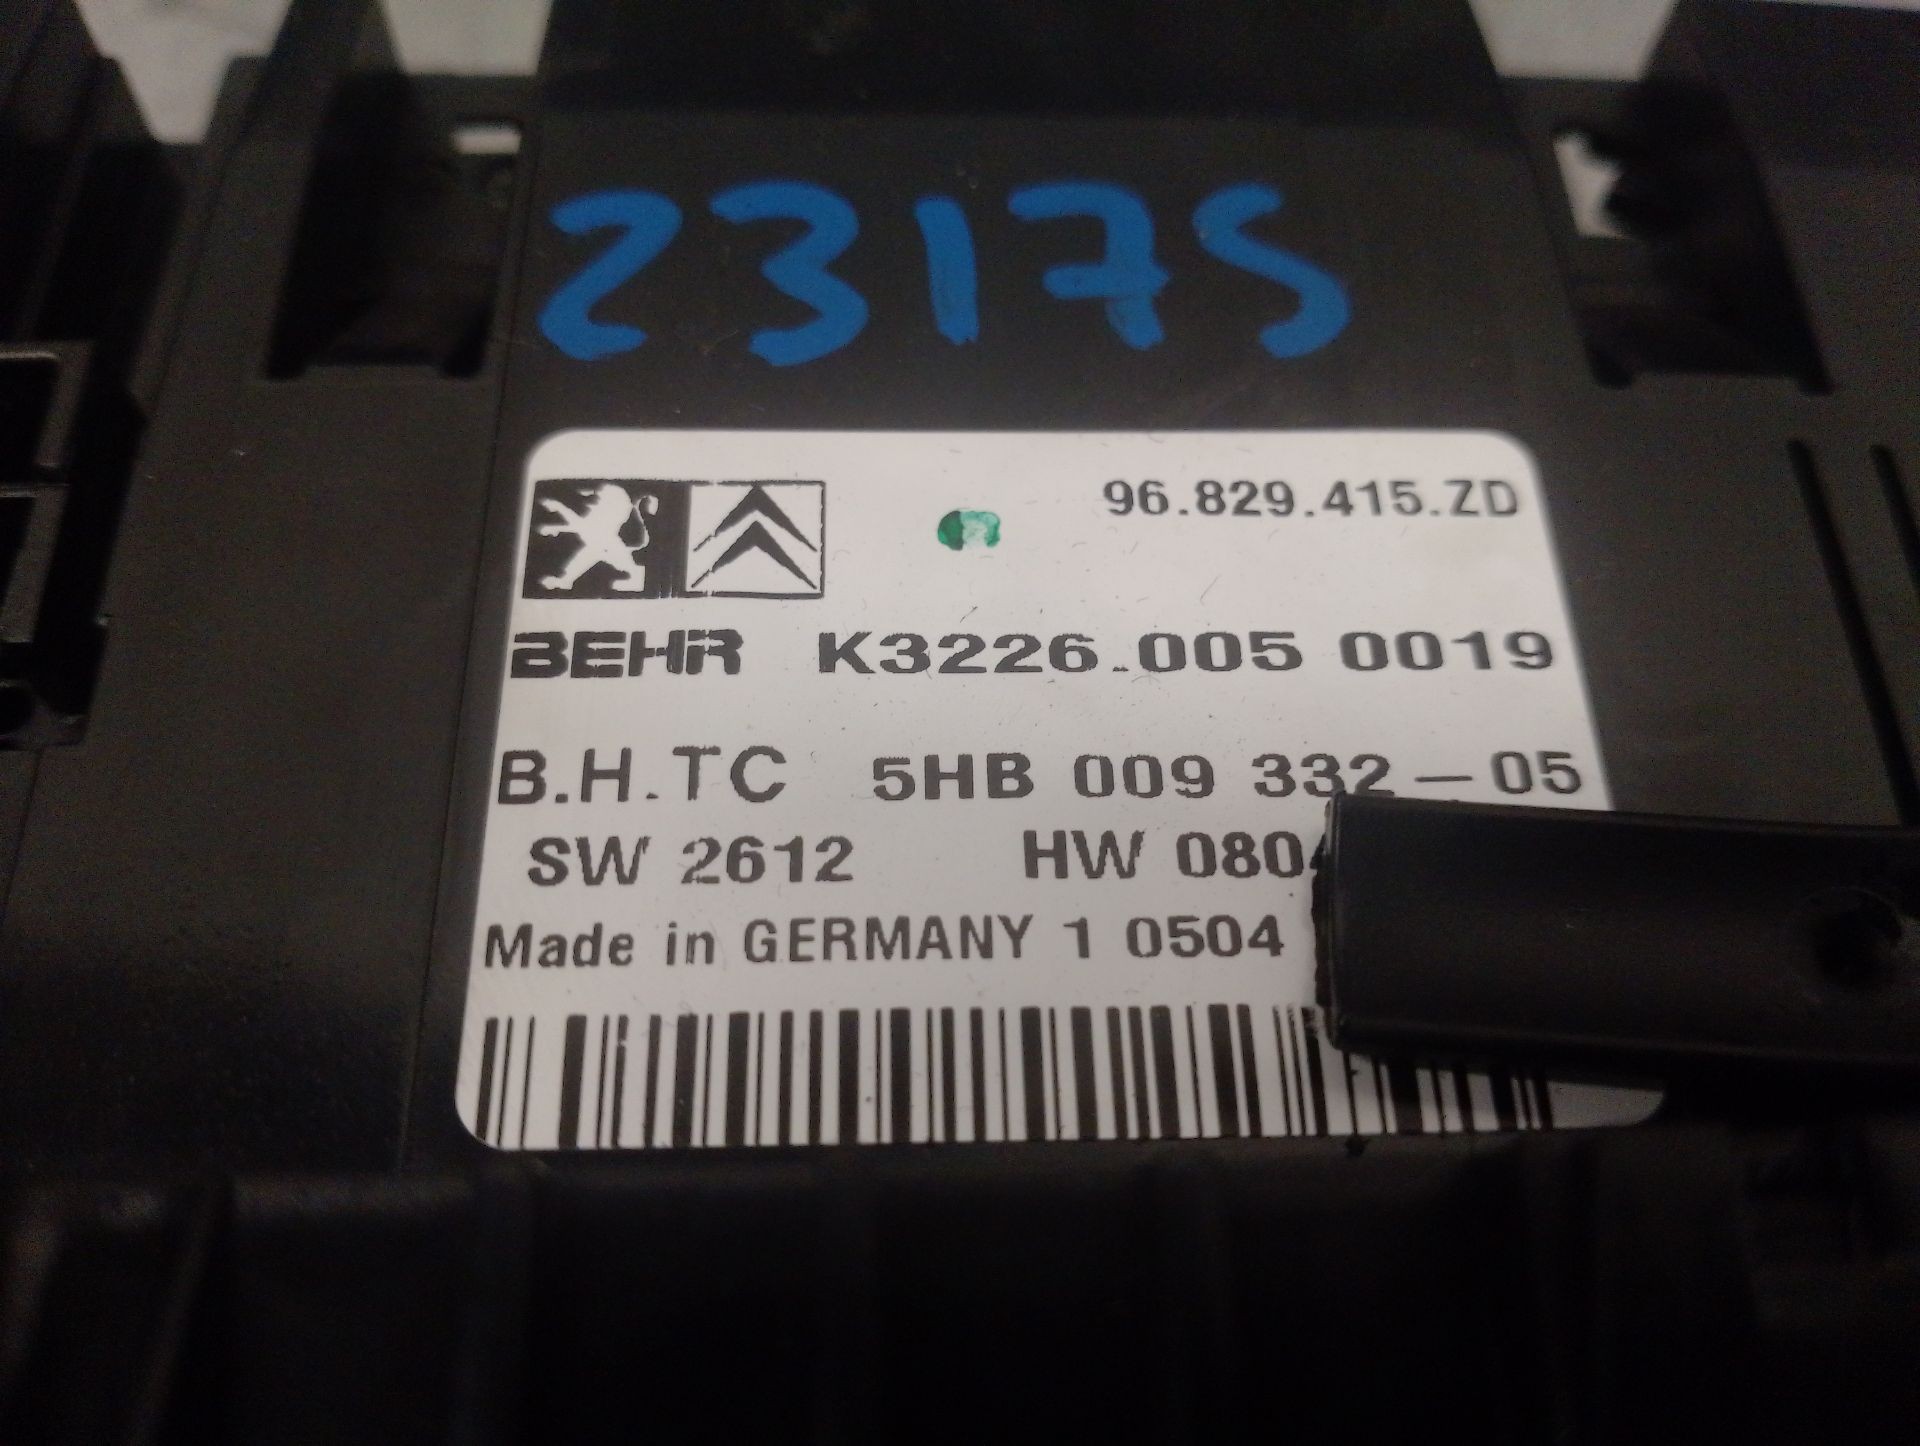 23175
96.829.415.ZD
BEHR K3226.005 0019
B.H.TC 5HB 009 332-05
SW 2612 HW 080
Made in GERMANY 1 0504